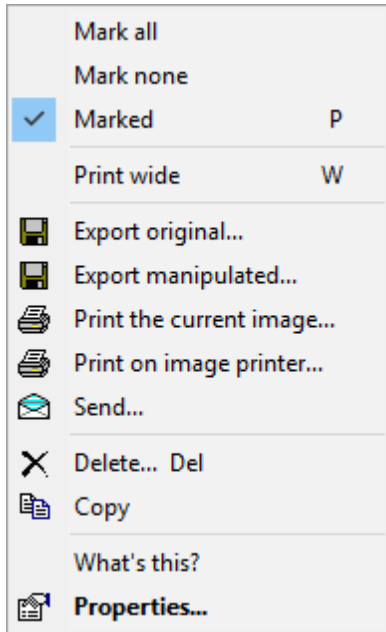 Mark all
Mark none
Marked P
Print wide W
Export original...
Export manipulated...
Print the current image...
Print on image printer...
Send...
Delete... Del
Copy
What's this?
Properties...